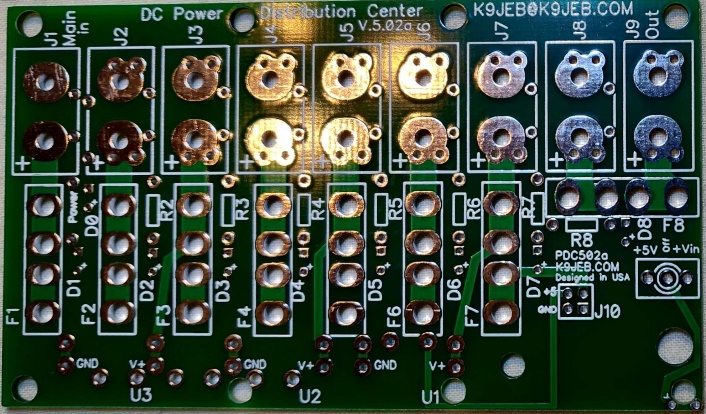 DC Power Distribution Center K9JEB@K9JEB.COM
V.5.02a
J1 Main in J2 J3 J4 J5 J6 J7 J8 J9 Out
+ + + + + + + + +
Power D0 R2 R3 R4 R5 R6 R7 R8 D8 F8
+5V Off +Vin
PDC502a
K9JEB.COM
Designed in USA
D1 D2 D3 D4 D5 D6 D7
F1 F2 F3 F4 F6 F7
+5
GND J10
GND V+ GND V+ GND V+
U3 U2 U1